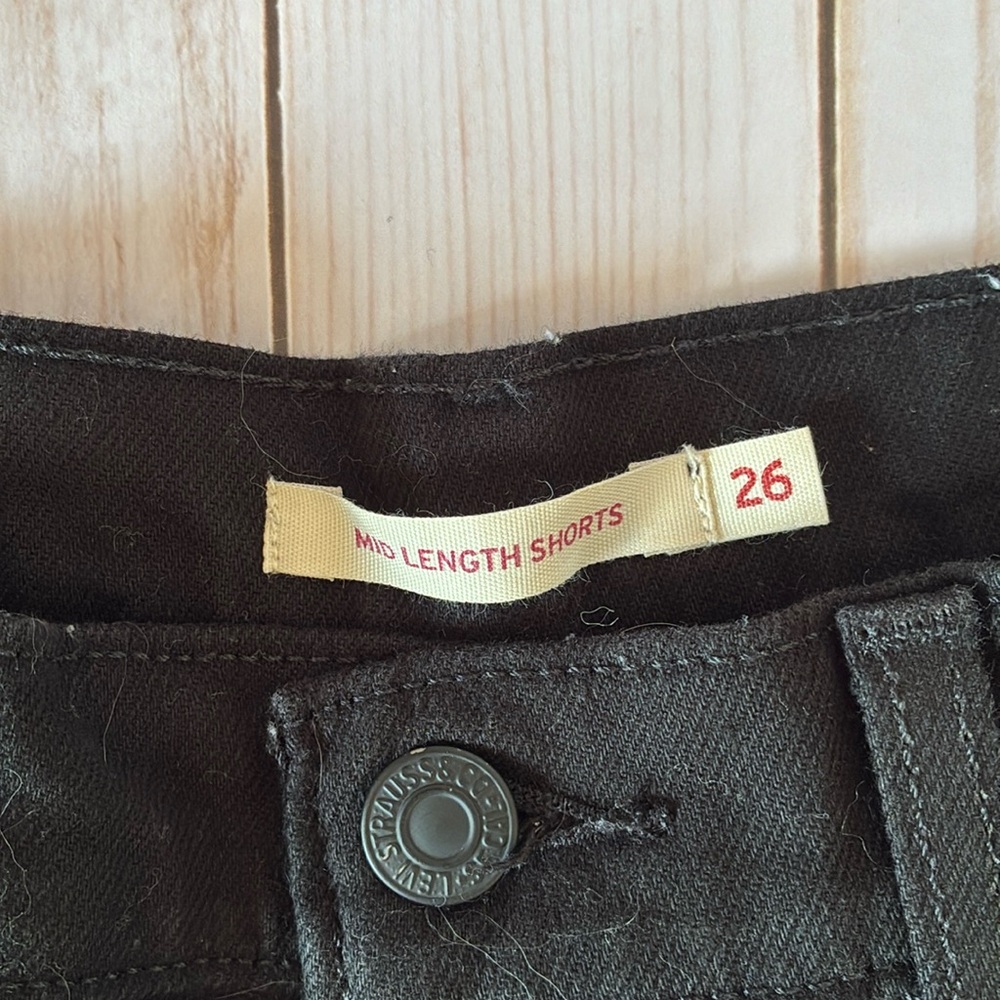 MID LENGTH SHORTS
26
LEVI STRAUSS & CO